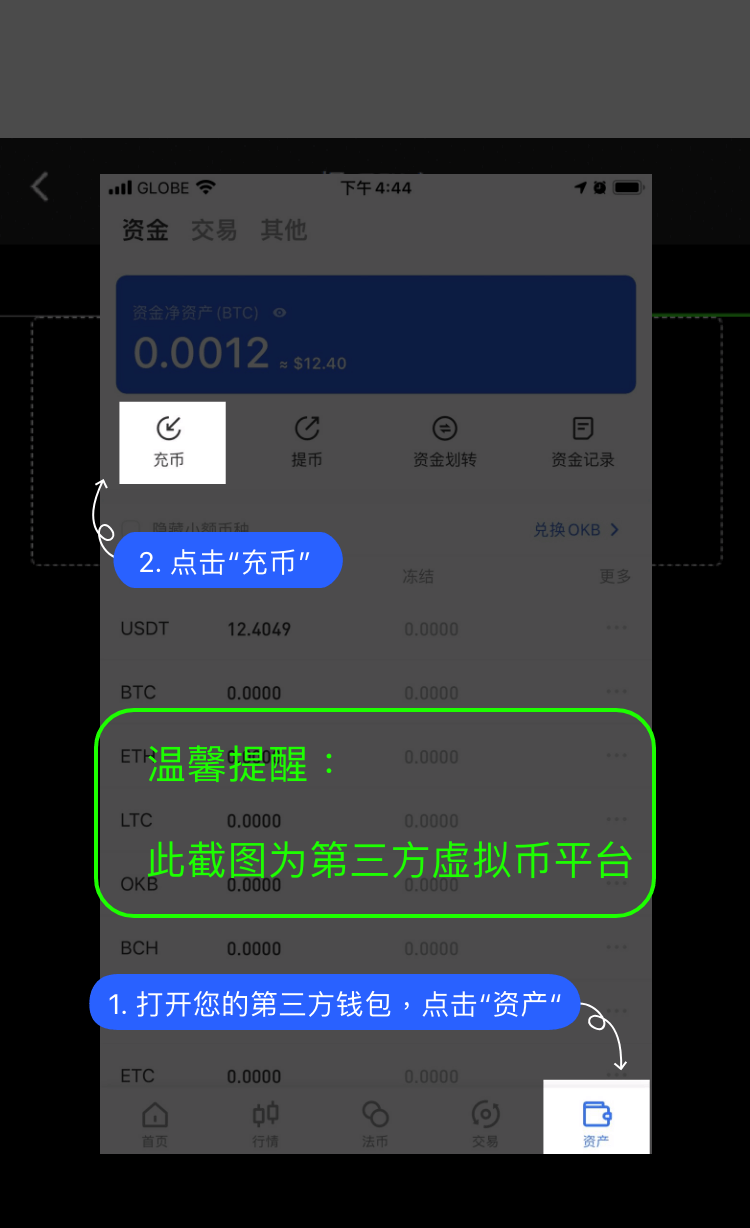 GLOBE 下午4:44
资金 交易 其他
资金净资产(BTC)
0.0012 ≈ $12.40
充币 提币 资金划转 资金记录
隐藏小额币种 兑换OKB
2. 点击“充币”
冻结 更多
USDT 12.4049 0.0000
BTC 0.0000 0.0000
ETH 0.0000
温馨提醒：
LTC 0.0000 0.0000
此截图为第三方虚拟币平台
OKB 0.0000 0.0000
BCH 0.0000 0.0000
1. 打开您的第三方钱包，点击“资产“
ETC 0.0000 0.0000
首页 行情 法币 交易 资产